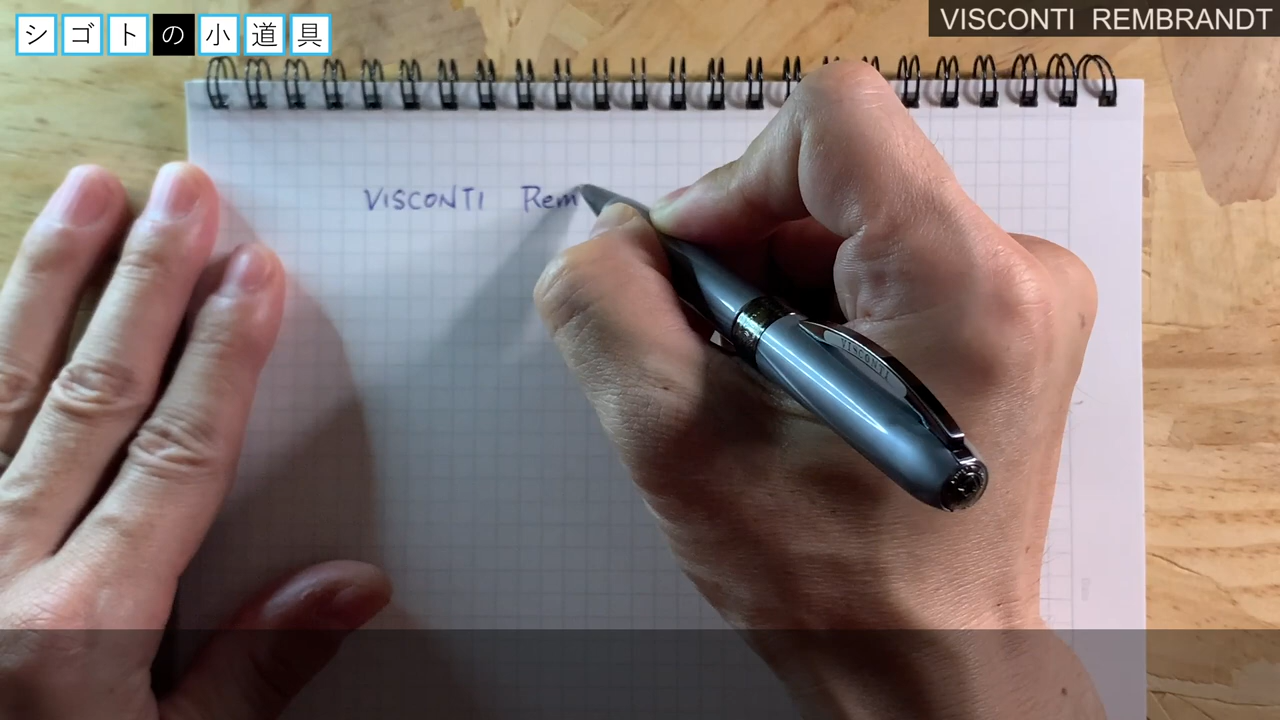 シゴトの小道具
VISCONTI REMBRANDT
VISCONTI Rem
VISCONTI